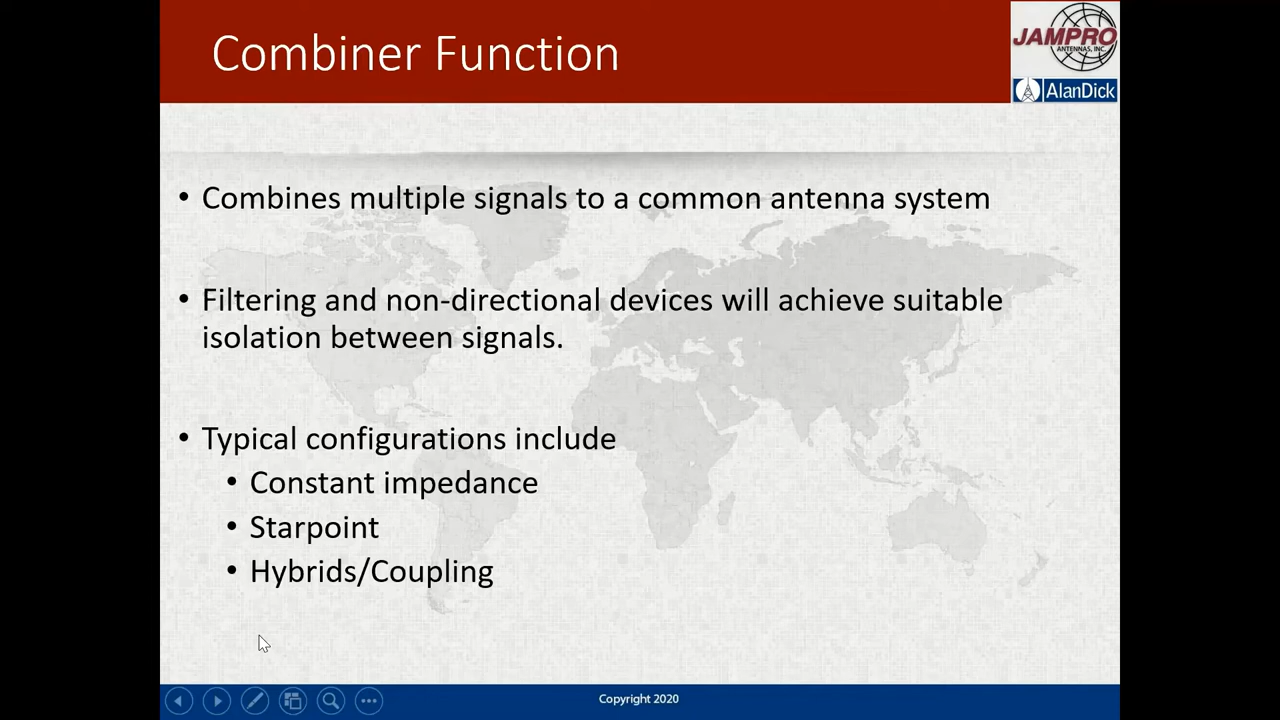 Combiner Function
JAMPRO
ANTENNAS, INC.
AlanDick
• Combines multiple signals to a common antenna system
• Filtering and non-directional devices will achieve suitable
isolation between signals.
• Typical configurations include
• Constant impedance
• Starpoint
• Hybrids/Coupling
Copyright 2020